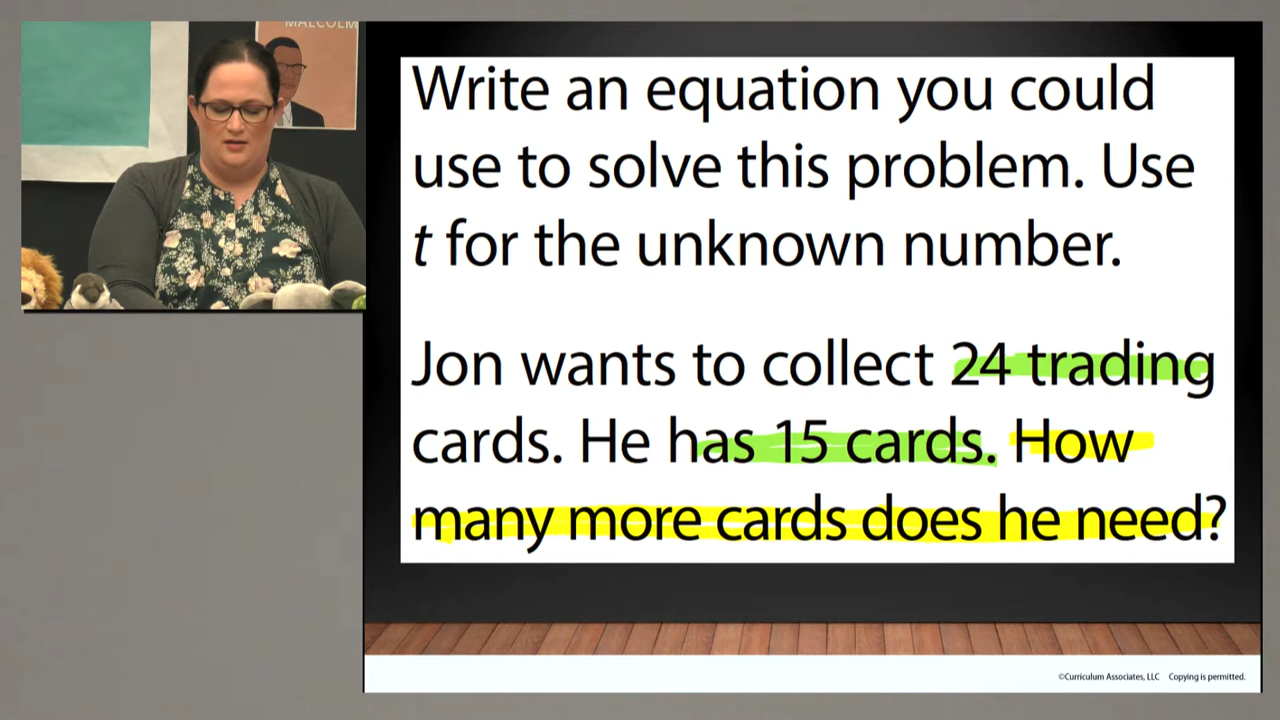 MALCOLM
Write an equation you could
use to solve this problem. Use
t for the unknown number.
Jon wants to collect 24 trading
cards. He has 15 cards. How
many more cards does he need?
©Curriculum Associates, LLC Copying is permitted.